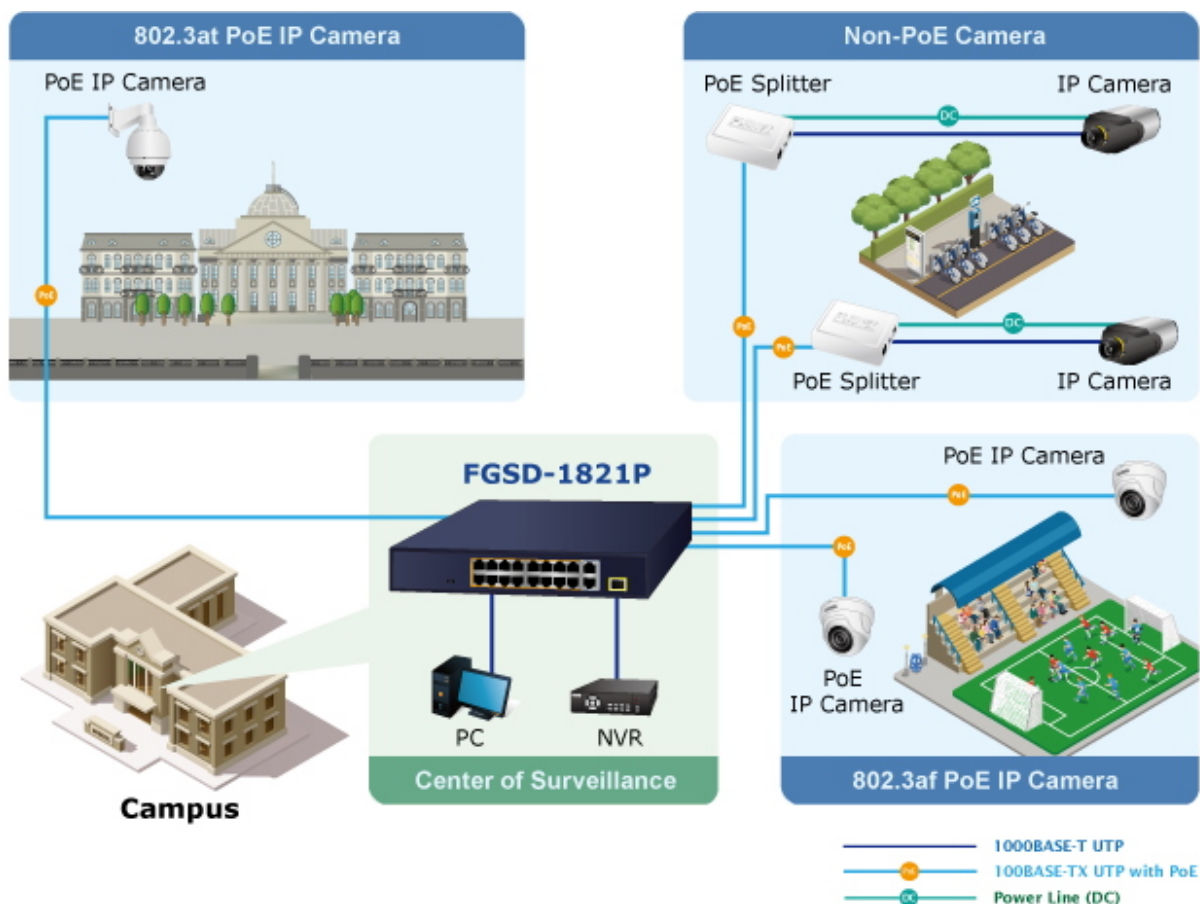 802.3at PoE IP Camera
PoE IP Camera
PoE
Non-PoE Camera
PoE Splitter
IP Camera
DC
PoE
DC
PoE
PoE Splitter
IP Camera
FGSD-1821P
PC
NVR
Center of Surveillance
Campus
PoE IP Camera
PoE
PoE
PoE
IP Camera
802.3af PoE IP Camera
1000BASE-T UTP
PoE
100BASE-TX UTP with PoE
DC
Power Line (DC)